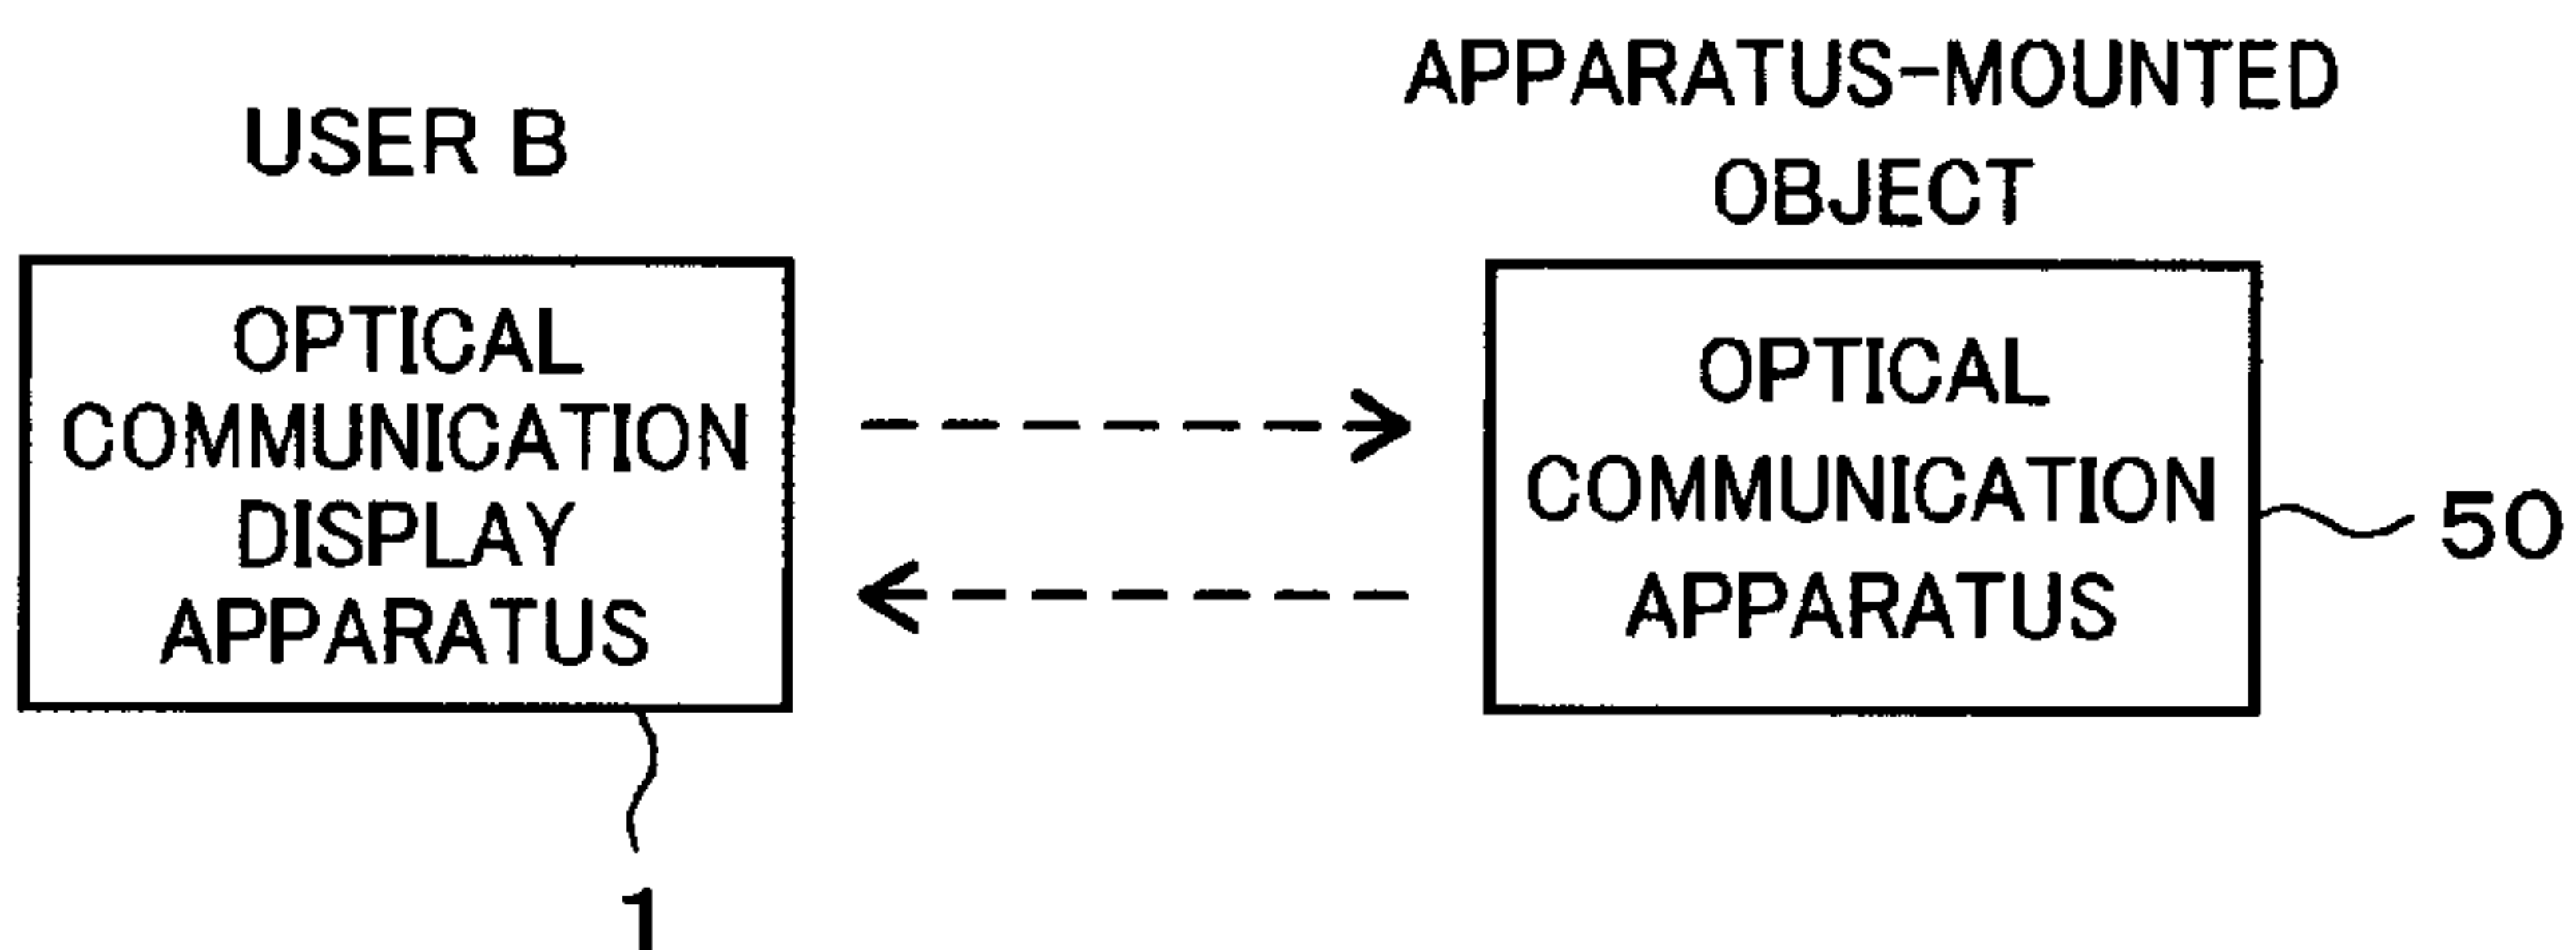 USER B
OPTICAL
COMMUNICATION
DISPLAY
APPARATUS
1
APPARATUS-MOUNTED
OBJECT
OPTICAL
COMMUNICATION
APPARATUS
50